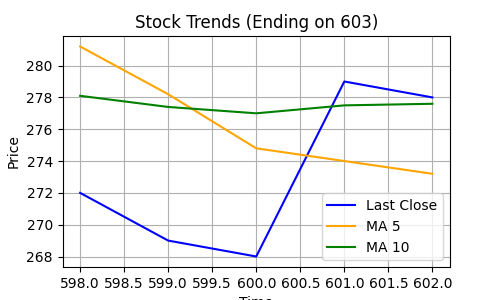 Stock Trends (Ending on 603)
Price
280
278
276
274
272
270
268
Last Close
MA 5
MA 10
598.0 598.5 599.0 599.5 600.0 600.5 601.0 601.5 602.0
Time